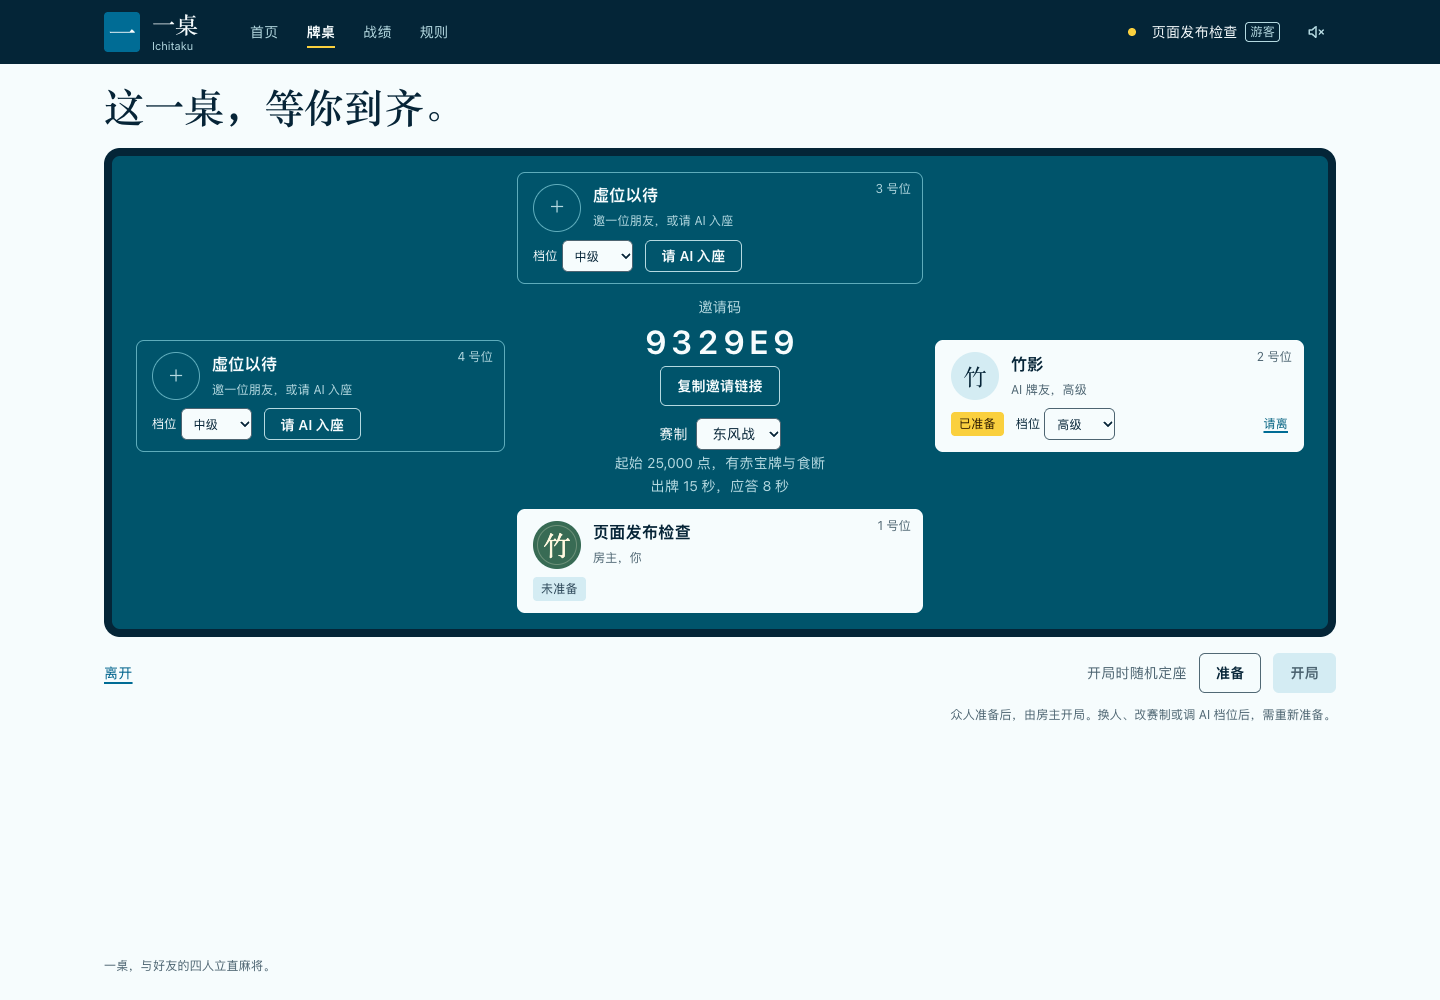 一
一桌
Ichitaku
首页
牌桌
战绩
规则
页面发布检查
游客
这一桌，等你到齐。
3 号位
虚位以待
邀一位朋友，或请 AI 入座
档位
中级
请 AI 入座
邀请码
9329E9
复制邀请链接
赛制
东风战
起始 25,000 点，有赤宝牌与食断
出牌 15 秒，应答 8 秒
4 号位
虚位以待
邀一位朋友，或请 AI 入座
档位
中级
请 AI 入座
2 号位
竹
竹影
AI 牌友，高级
已准备
档位
高级
请离
1 号位
竹
页面发布检查
房主，你
未准备
离开
开局时随机定座
准备
开局
众人准备后，由房主开局。换人、改赛制或调 AI 档位后，需重新准备。
一桌，与好友的四人立直麻将。